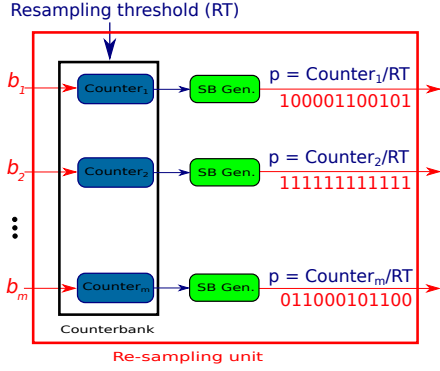 Resampling threshold (RT)
b₁ Counter₁ SB Gen. p = Counter₁/RT
100001100101
b₂ Counter₂ SB Gen. p = Counter₂/RT
111111111111
bₘ Counterₘ SB Gen. p = Counterₘ/RT
011000101100
Counterbank
Re-sampling unit